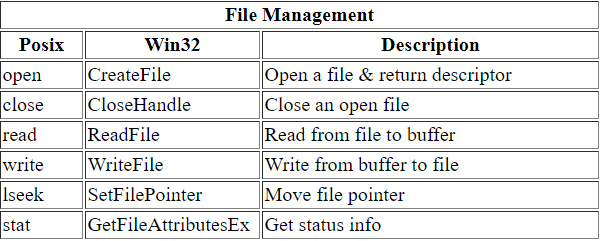 File Management
Posix Win32 Description
open CreateFile Open a file & return descriptor
close CloseHandle Close an open file
read ReadFile Read from file to buffer
write WriteFile Write from buffer to file
lseek SetFilePointer Move file pointer
stat GetFileAttributesEx Get status info